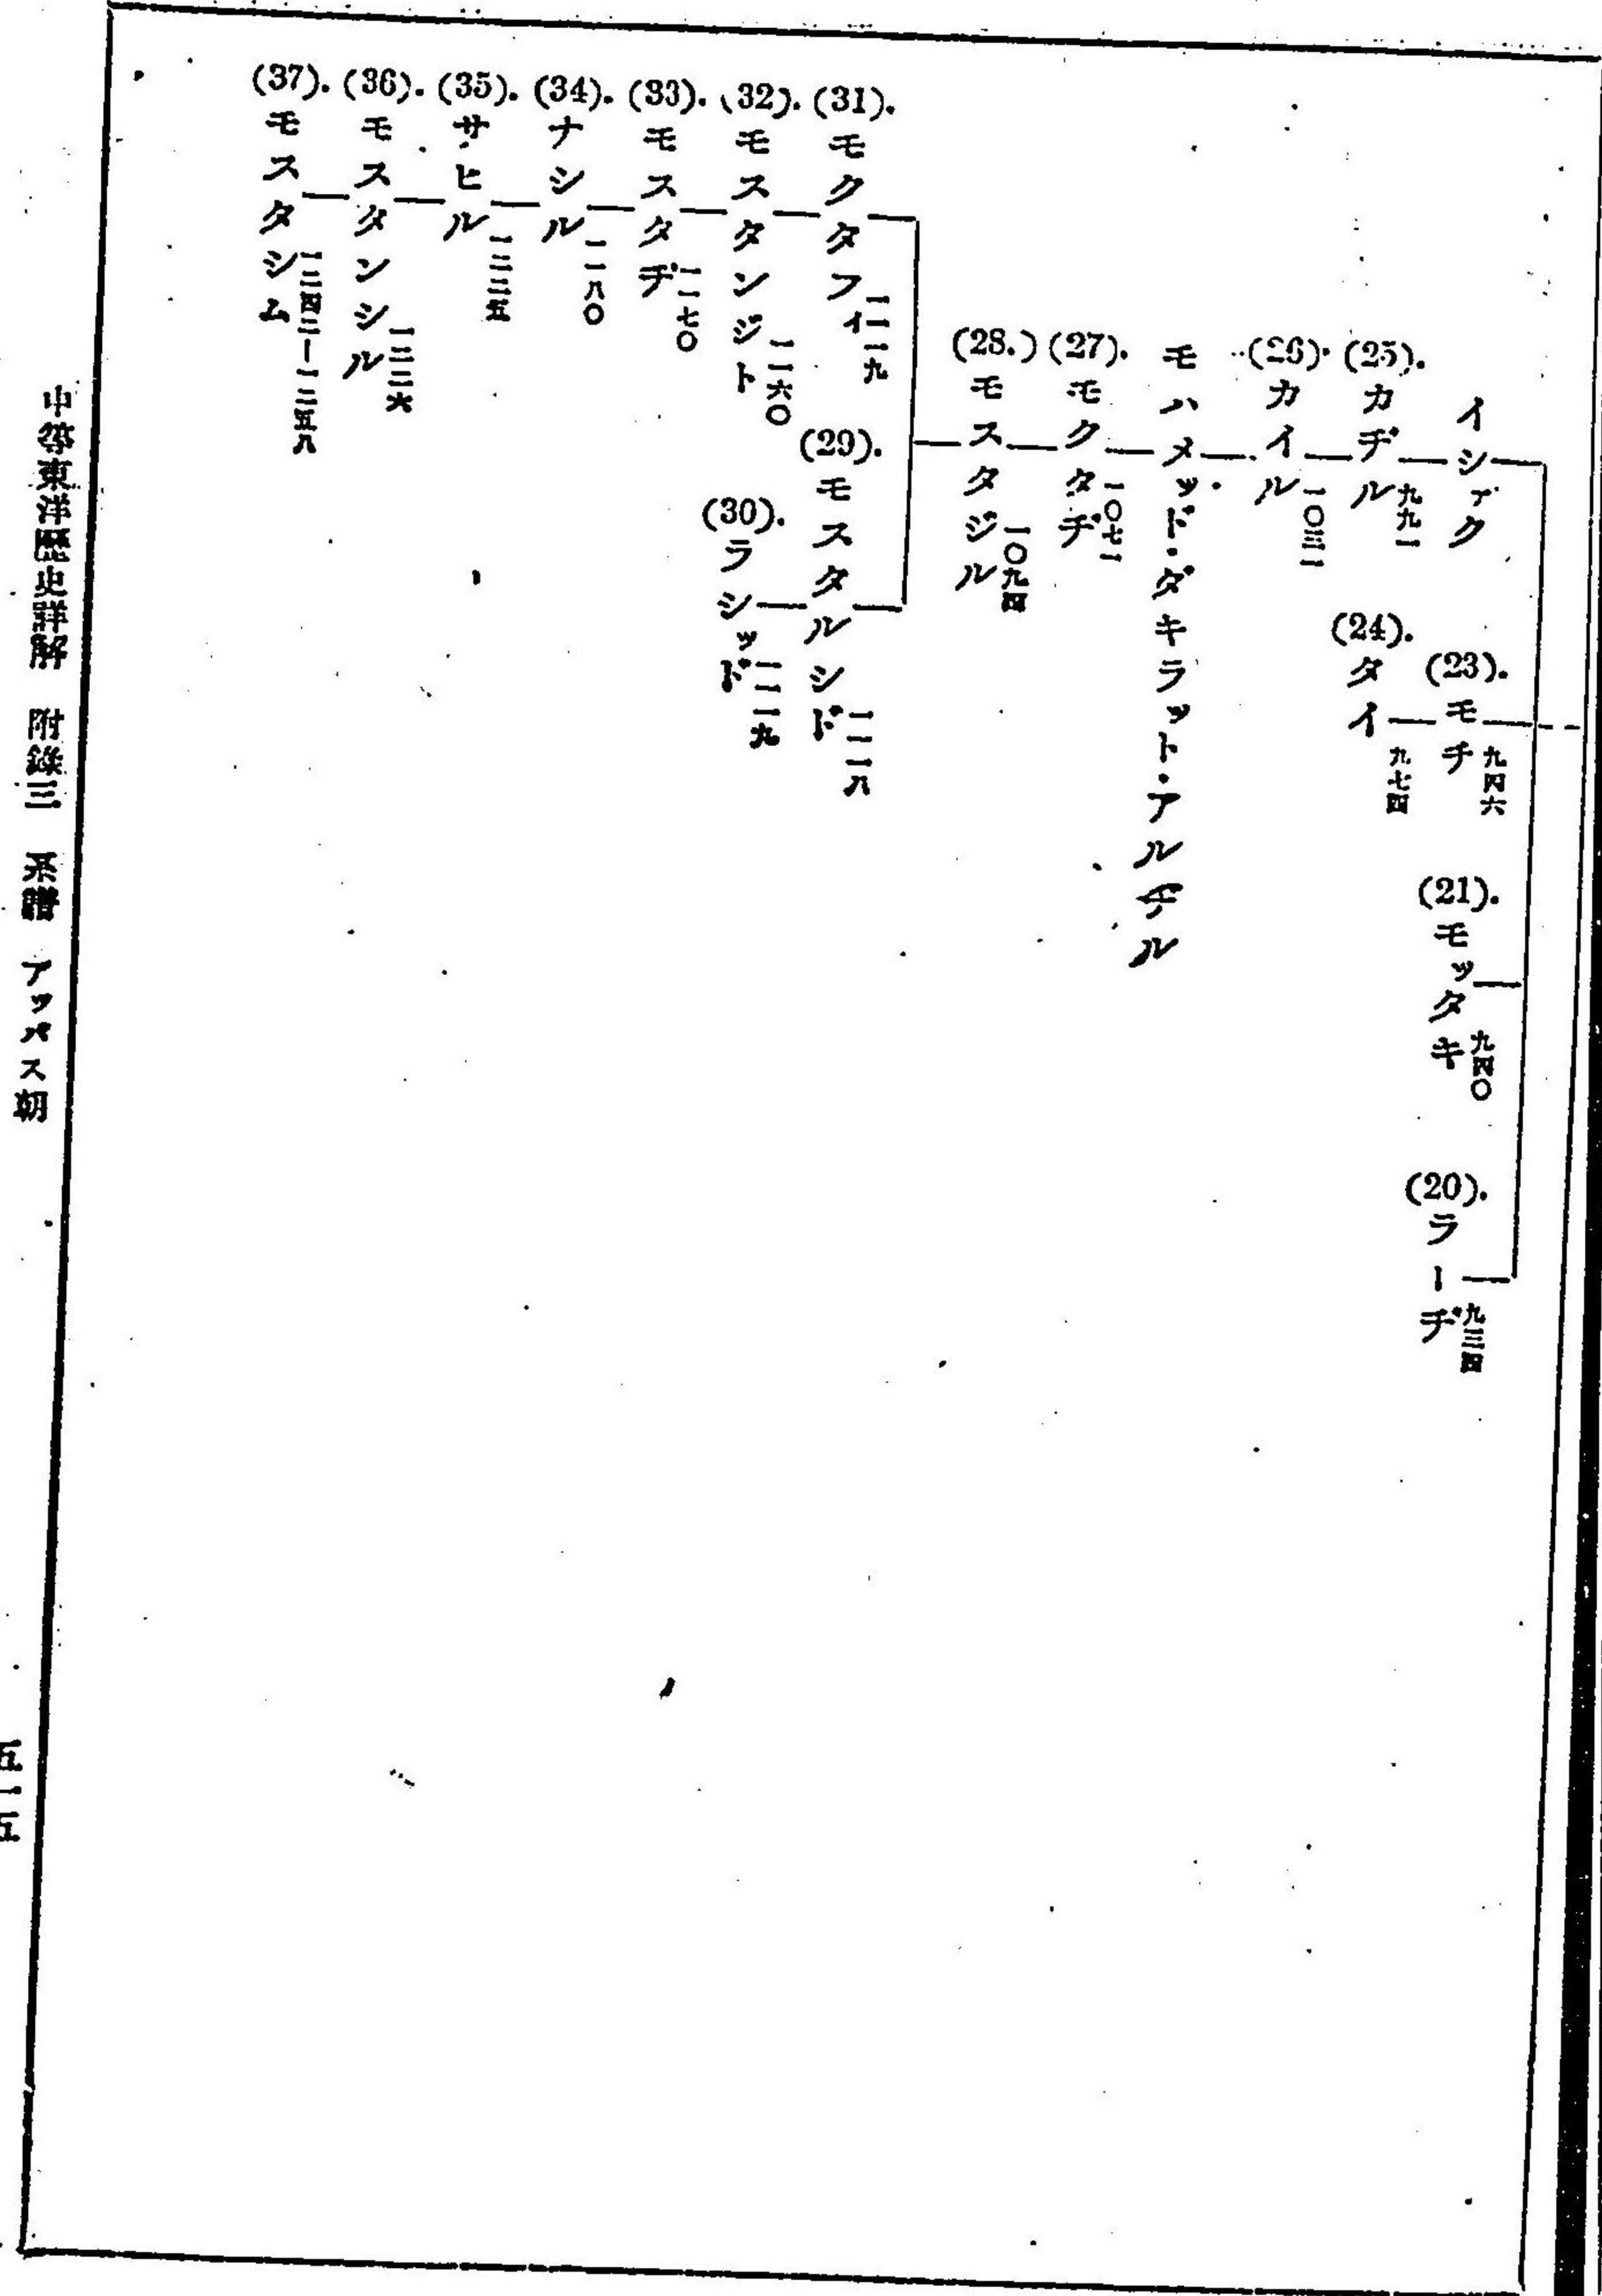 (20). ラーヂ 九三四
(21). モッタキ 九四〇
(23). モチ 九四六
(24). タイ 九七四
イシァク
(25). カヂル 九九一
(26). カイル 一〇三一
モハメッド・ダキラット・アルデル
(27). モクタヂ 一〇七一
(28.) モスタジル 一〇九四
(29). モスタルシド 一一一八
(30). ラシッド 一一一九
(31). モクタフィ 一一一九
(32). モスタンジト 一一六〇
(33). モスタヂ 一一七〇
(34). ナシル 一一八〇
(35). サヒル 一二二五
(36). モスタンシル 一二二六
(37). モスタシム 一二四二—一二五八
中等東洋歷史詳解 附錄三 系譜 アッバス朝
五一五